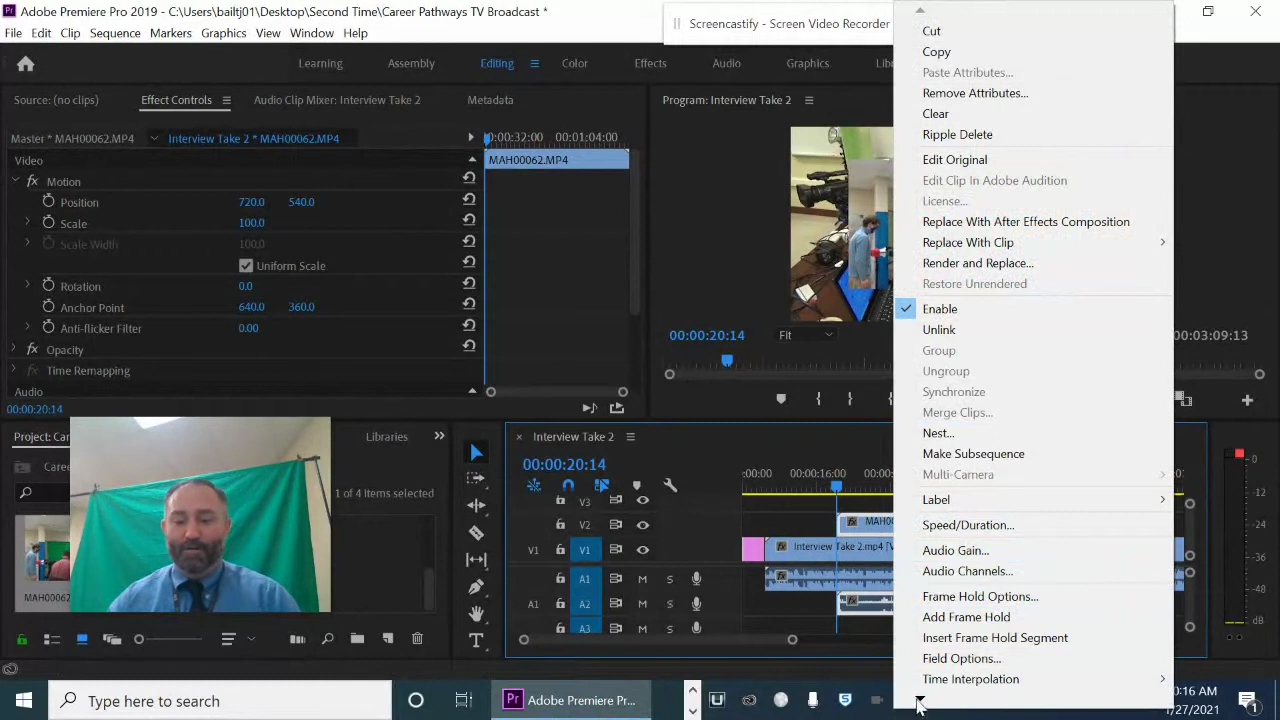 Adobe Premiere Pro 2019 - C:\Users\bailtj01\Desktop\Second Time\Career Pathways TV Broadcast *
Screencastify - Screen Video Recorder
File Edit Clip Sequence Markers Graphics View Window Help
Learning Assembly Editing Color Effects Audio Graphics
Source: (no clips) Effect Controls Audio Clip Mixer: Interview Take 2 Metadata
Program: Interview Take 2
Master * MAH00062.MP4 Interview Take 2 * MAH00062.MP4
00:00:32:00 00:01:04:00
Video
MAH00062.MP4
fx Motion
Position 720.0 540.0
Scale 100.0
Scale Width 100.0
Uniform Scale
Rotation 0.0
Anchor Point 640.0 360.0
Anti-flicker Filter 0.00
fx Opacity
Time Remapping
Audio
00:00:20:14
00:00:20:14 Fit 00:03:09:13
Cut
Copy
Paste Attributes...
Remove Attributes...
Clear
Ripple Delete
Edit Original
Edit Clip In Adobe Audition
License...
Replace With After Effects Composition
Replace With Clip
Render and Replace...
Restore Unrendered
Enable
Unlink
Group
Ungroup
Synchronize
Merge Clips...
Nest...
Make Subsequence
Multi-Camera
Label
Speed/Duration...
Audio Gain...
Audio Channels...
Frame Hold Options...
Add Frame Hold
Insert Frame Hold Segment
Field Options...
Time Interpolation
Libraries
1 of 4 items selected
Interview Take 2
00:00:20:14
:00:00 00:00:16:00
V3
V2
V1 V1 Interview Take 2.mp4 [V
A1 M S
A1 A2 M S
A3 M S
0
-12
-24
-36
-48
dB
Type here to search
Adobe Premiere Pr...
1/27/2021
1